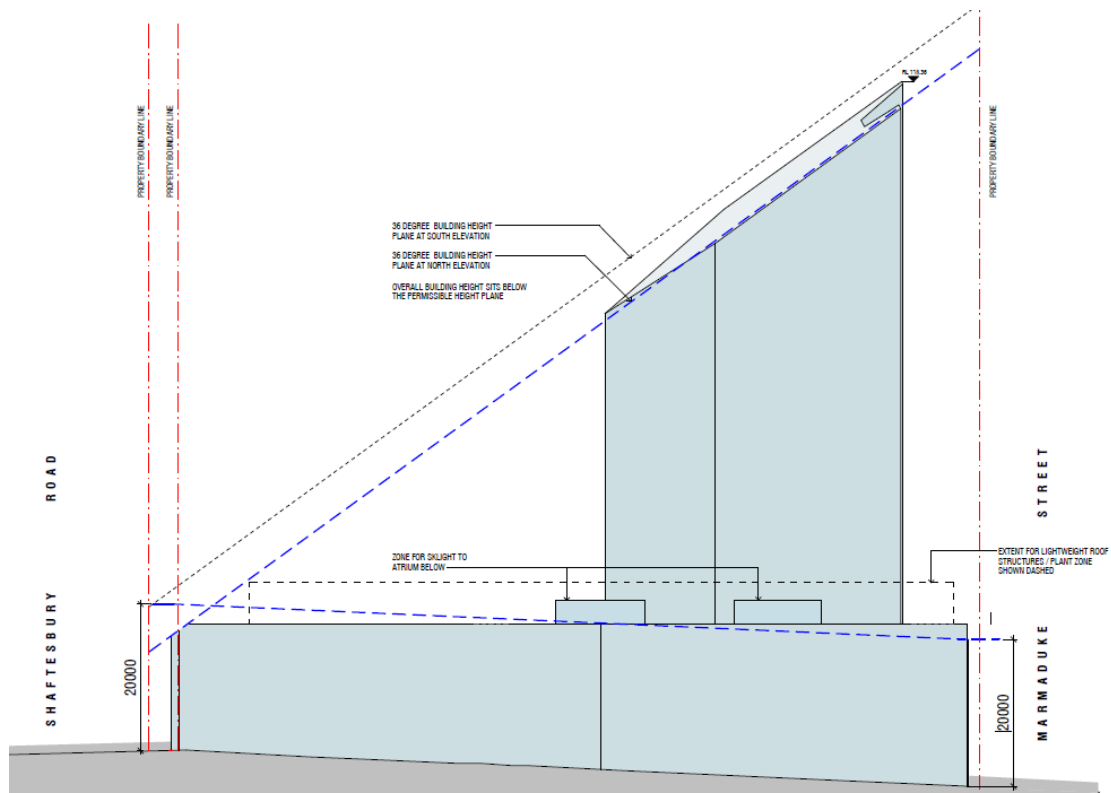 PROPERTY BOUNDARY LINE
PROPERTY BOUNDARY LINE
PROPERTY BOUNDARY LINE
36 DEGREE BUILDING HEIGHT
PLANE AT SOUTH ELEVATION
36 DEGREE BUILDING HEIGHT
PLANE AT NORTH ELEVATION
OVERALL BUILDING HEIGHT SITS BELOW
THE PERMISSIBLE HEIGHT PLANE
SHAFTESBURY ROAD
MARMADUKE STREET
ZONE FOR SKLIGHT TO
ATRIUM BELOW
EXTENT FOR LIGHTWEIGHT ROOF
STRUCTURES / PLANT ZONE
SHOWN DASHED
20000
20000